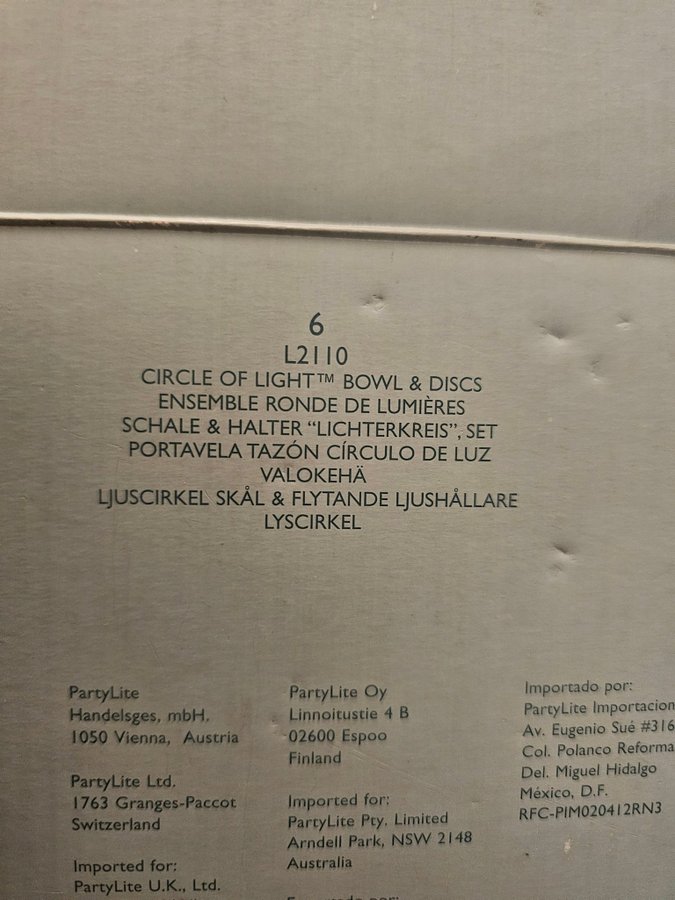 6
L2110
CIRCLE OF LIGHT™ BOWL & DISCS
ENSEMBLE RONDE DE LUMIÈRES
SCHALE & HALTER “LICHTERKREIS”, SET
PORTAVELA TAZÓN CÍRCULO DE LUZ
VALOKEHÄ
LJUSCIRKEL SKÅL & FLYTANDE LJUSHÅLLARE
LYSCIRKEL
PartyLite
Handelsges, mbH.
1050 Vienna, Austria
PartyLite Ltd.
1763 Granges-Paccot
Switzerland
Imported for:
PartyLite U.K., Ltd.
PartyLite Oy
Linnoitustie 4 B
02600 Espoo
Finland
Imported for:
PartyLite Pty. Limited
Arndell Park, NSW 2148
Australia
Importado por:
PartyLite Importacion
Av. Eugenio Sué #316
Col. Polanco Reforma
Del. Miguel Hidalgo
México, D.F.
RFC-PIM020412RN3